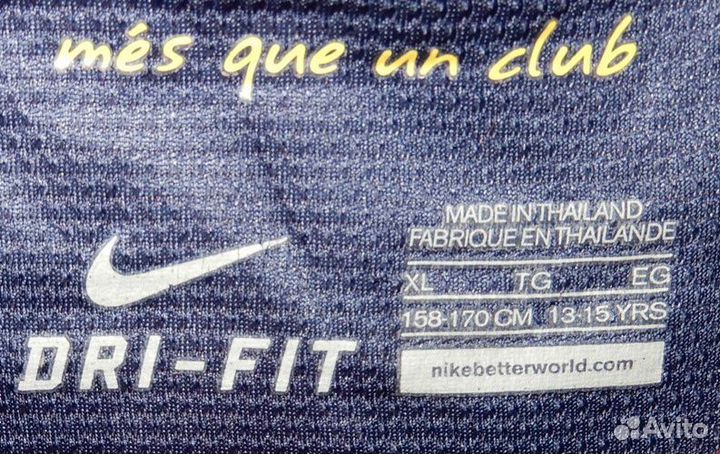 més que un club
MADE IN THAILAND
FABRIQUE EN THAILANDE
XL TG EG
158-170 CM 13-15 YRS
nikebetterworld.com
DRI-FIT
Avito